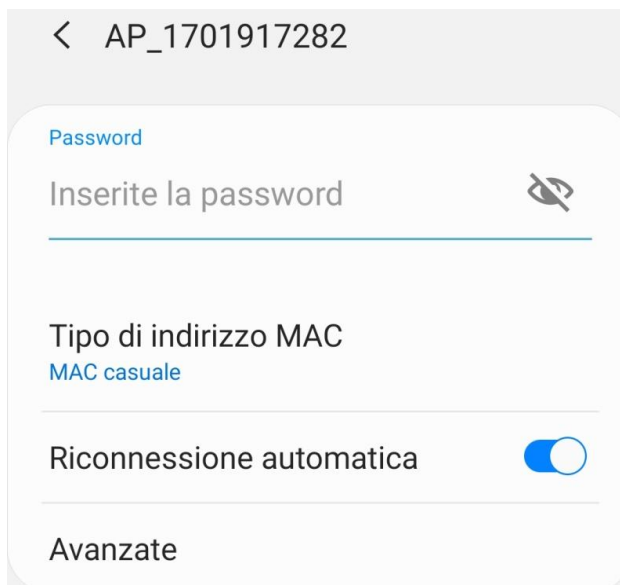 AP_1701917282
Password
Inserite la password
Tipo di indirizzo MAC
MAC casuale
Riconnessione automatica
Avanzate